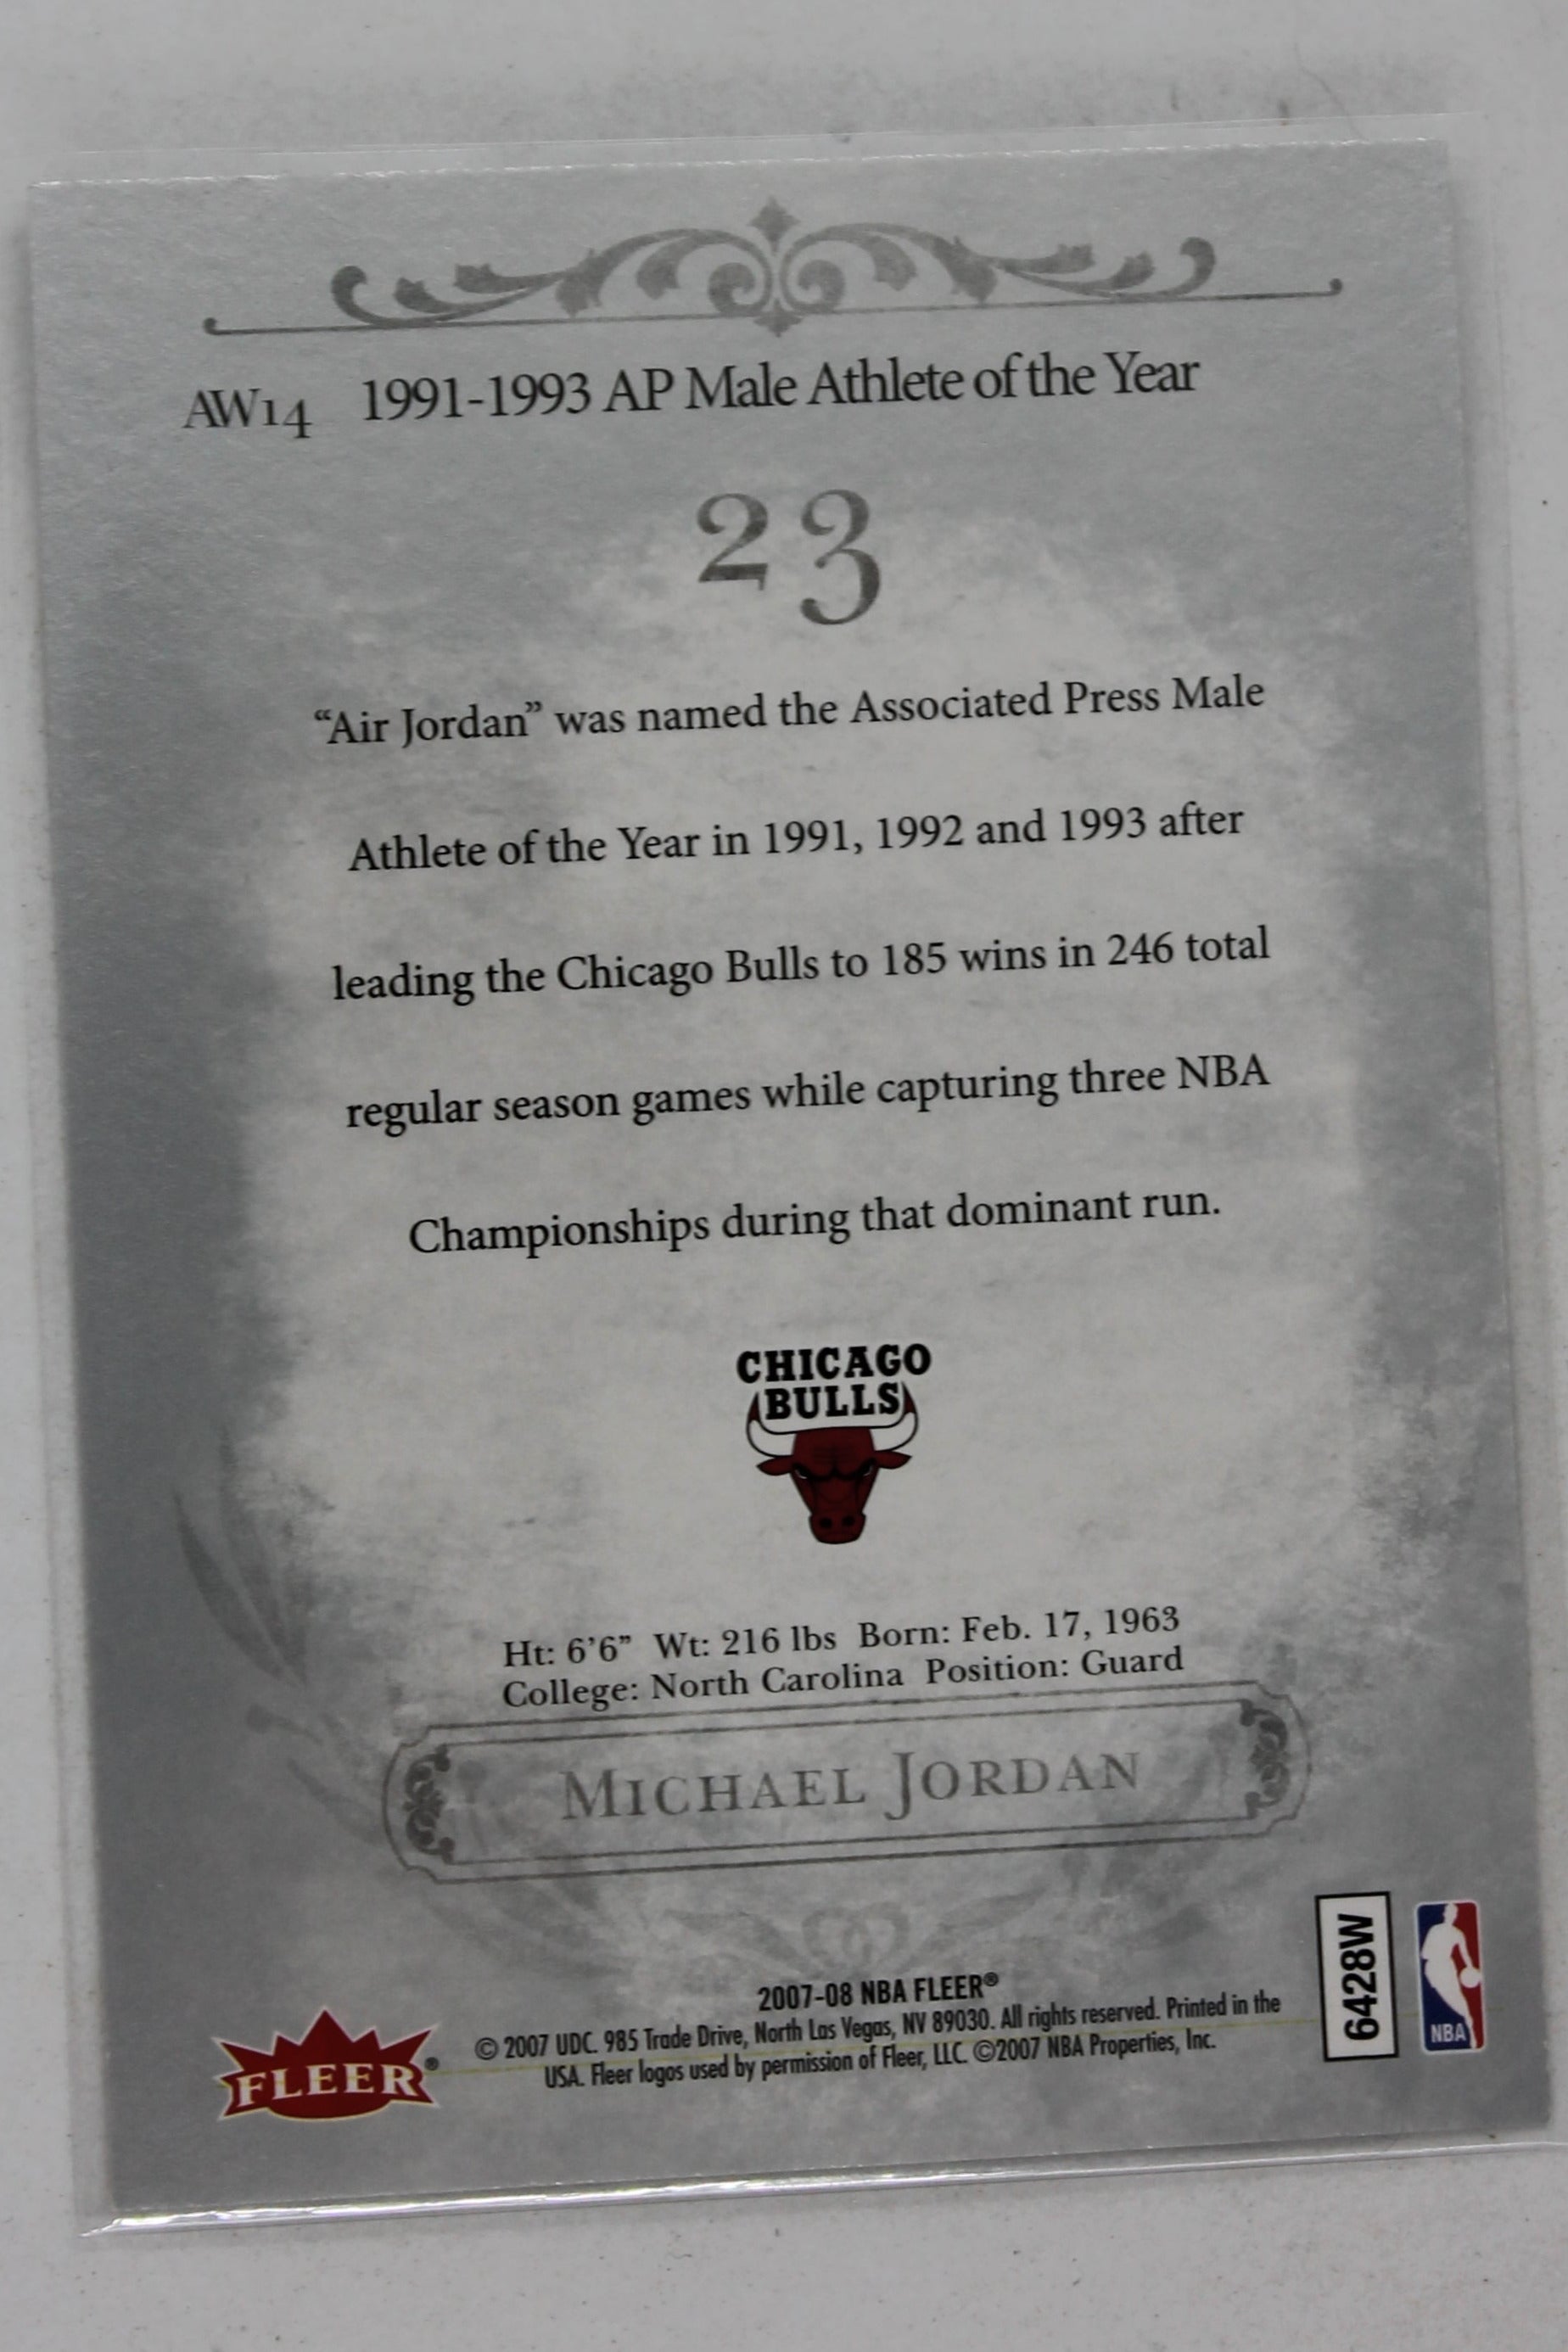 AW14 1991-1993 AP Male Athlete of the Year
23
“Air Jordan” was named the Associated Press Male
Athlete of the Year in 1991, 1992 and 1993 after
leading the Chicago Bulls to 185 wins in 246 total
regular season games while capturing three NBA
Championships during that dominant run.
CHICAGO
BULLS
Ht: 6’6” Wt: 216 lbs Born: Feb. 17, 1963
College: North Carolina Position: Guard
MICHAEL JORDAN
2007-08 NBA FLEER®
© 2007 UDC. 985 Trade Drive, North Las Vegas, NV 89030. All rights reserved. Printed in the
USA. Fleer logos used by permission of Fleer, LLC. ©2007 NBA Properties, Inc.
FLEER®
6428W
NBA